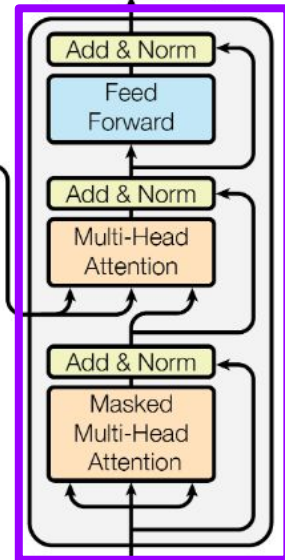 Add & Norm
Feed
Forward
Add & Norm
Multi-Head
Attention
Add & Norm
Masked
Multi-Head
Attention